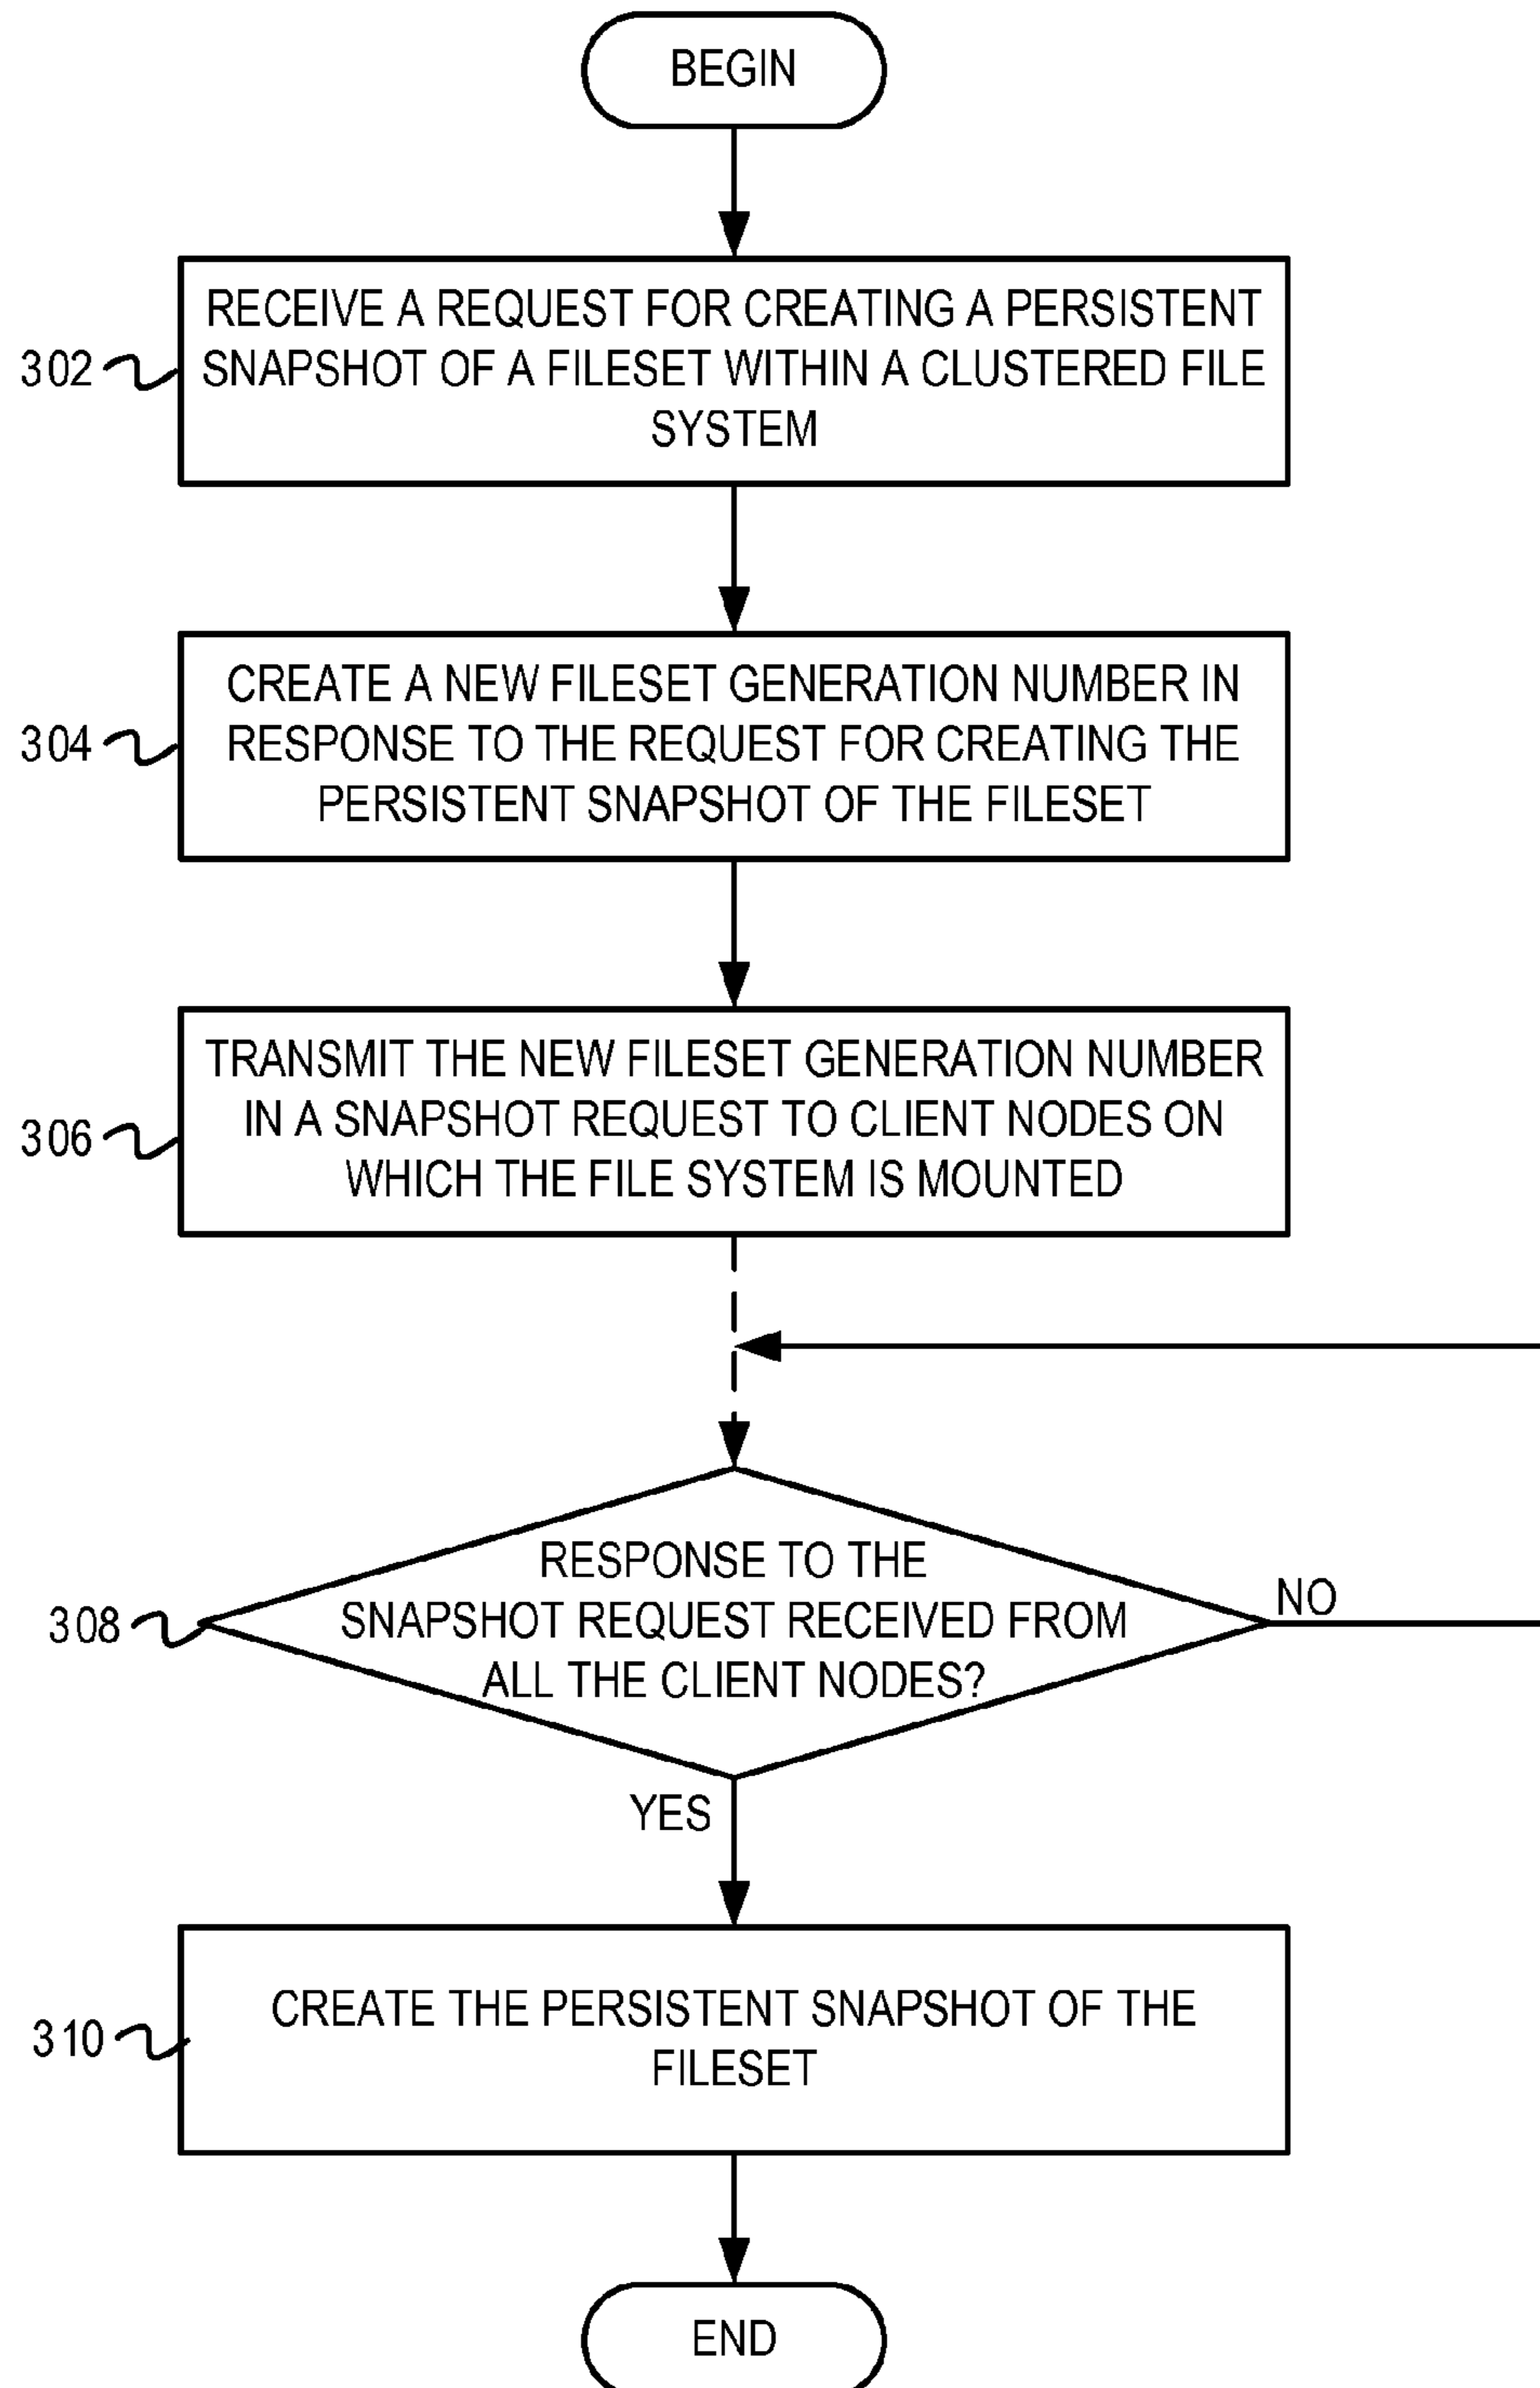 BEGIN
RECEIVE A REQUEST FOR CREATING A PERSISTENT
SNAPSHOT OF A FILESET WITHIN A CLUSTERED FILE
SYSTEM
302
CREATE A NEW FILESET GENERATION NUMBER IN
RESPONSE TO THE REQUEST FOR CREATING THE
PERSISTENT SNAPSHOT OF THE FILESET
304
TRANSMIT THE NEW FILESET GENERATION NUMBER
IN A SNAPSHOT REQUEST TO CLIENT NODES ON
WHICH THE FILE SYSTEM IS MOUNTED
306
RESPONSE TO THE
SNAPSHOT REQUEST RECEIVED FROM
ALL THE CLIENT NODES?
308
NO
YES
CREATE THE PERSISTENT SNAPSHOT OF THE
FILESET
310
END